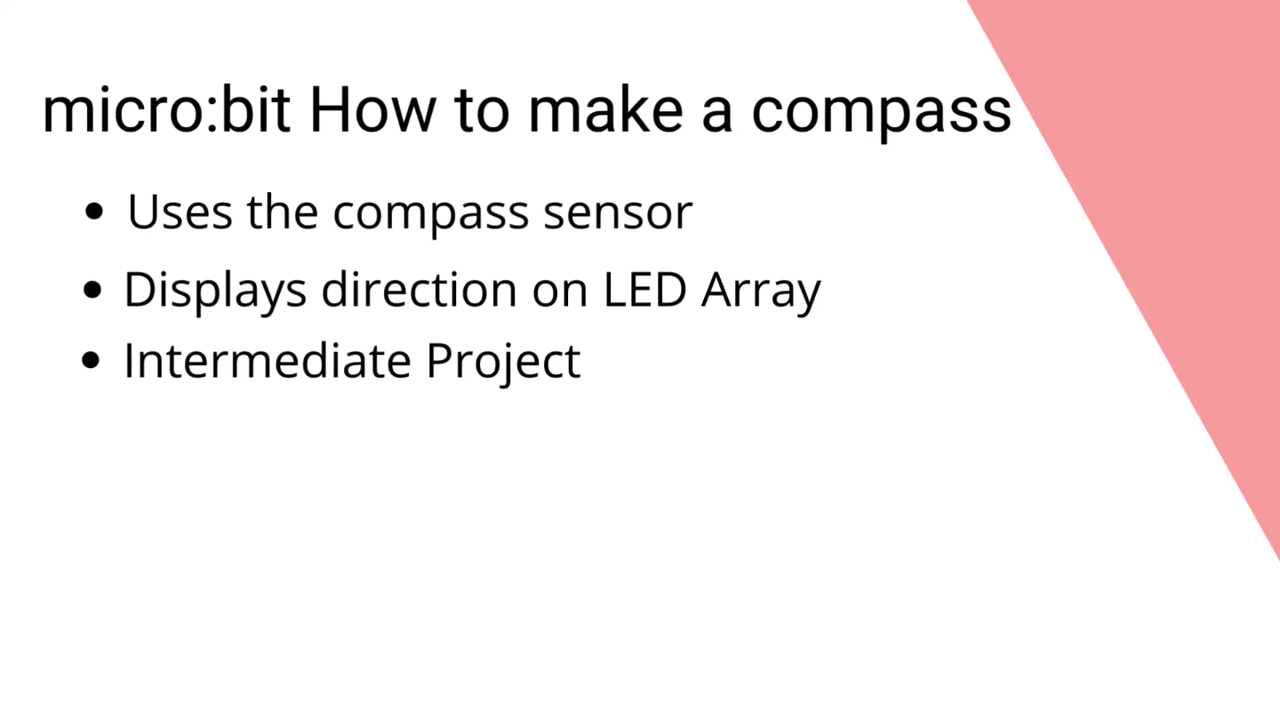 micro:bit How to make a compass
• Uses the compass sensor
• Displays direction on LED Array
• Intermediate Project